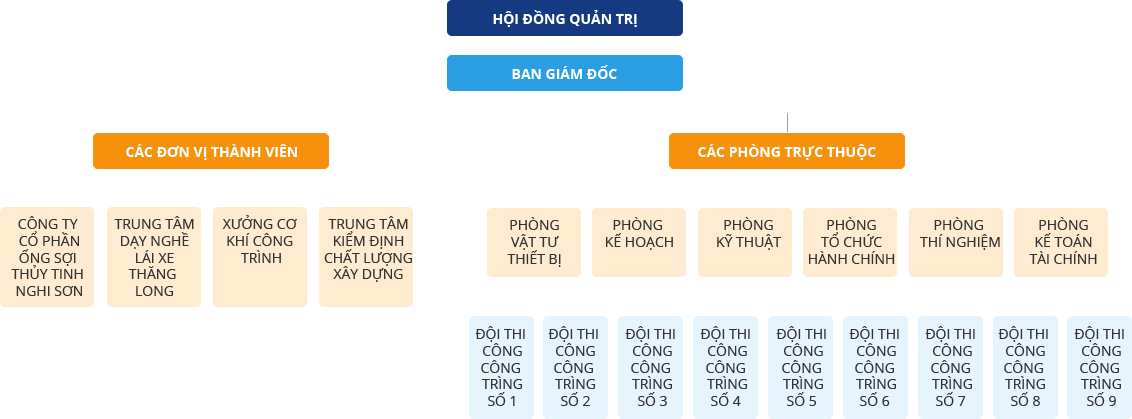 HỘI ĐỒNG QUẢN TRỊ
BAN GIÁM ĐỐC
CÁC ĐƠN VỊ THÀNH VIÊN
CÁC PHÒNG TRỰC THUỘC
CÔNG TY
CỔ PHẦN
ỐNG SỢI
THỦY TINH
NGHI SƠN
TRUNG TÂM
DẠY NGHỀ
LÁI XE
THĂNG
LONG
XƯỞNG CƠ
KHÍ CÔNG
TRÌNH
TRUNG TÂM
KIỂM ĐỊNH
CHẤT LƯỢNG
XÂY DỰNG
PHÒNG
VẬT TƯ
THIẾT BỊ
PHÒNG
KẾ HOẠCH
PHÒNG
KỸ THUẬT
PHÒNG
TỔ CHỨC
HÀNH CHÍNH
PHÒNG
THÍ NGHIỆM
PHÒNG
KẾ TOÁN
TÀI CHÍNH
ĐỘI THI
CÔNG
CÔNG
TRÌNG
SỐ 1
ĐỘI THI
CÔNG
CÔNG
TRÌNG
SỐ 2
ĐỘI THI
CÔNG
CÔNG
TRÌNG
SỐ 3
ĐỘI THI
CÔNG
CÔNG
TRÌNG
SỐ 4
ĐỘI THI
CÔNG
CÔNG
TRÌNG
SỐ 5
ĐỘI THI
CÔNG
CÔNG
TRÌNG
SỐ 6
ĐỘI THI
CÔNG
CÔNG
TRÌNG
SỐ 7
ĐỘI THI
CÔNG
CÔNG
TRÌNG
SỐ 8
ĐỘI THI
CÔNG
CÔNG
TRÌNG
SỐ 9